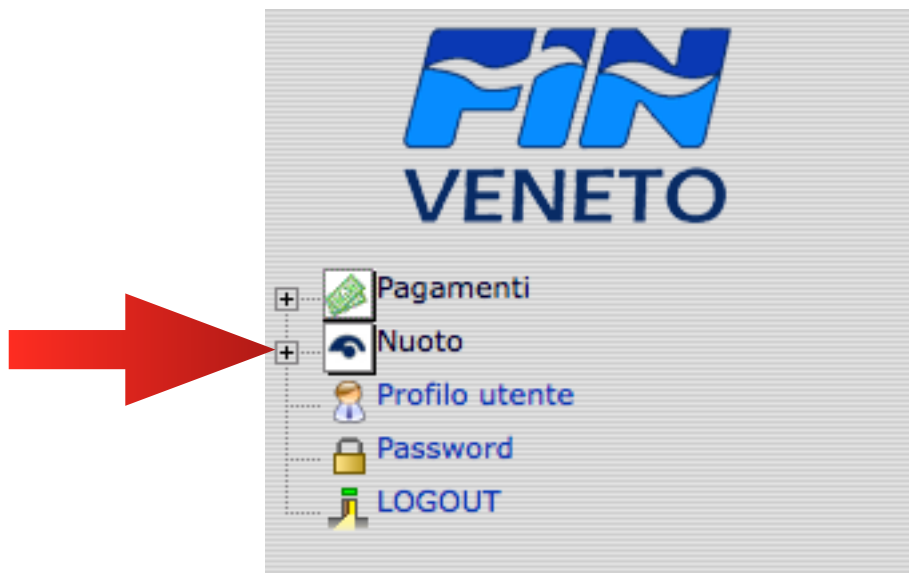 FIN
VENETO
Pagamenti
Nuoto
Profilo utente
Password
LOGOUT